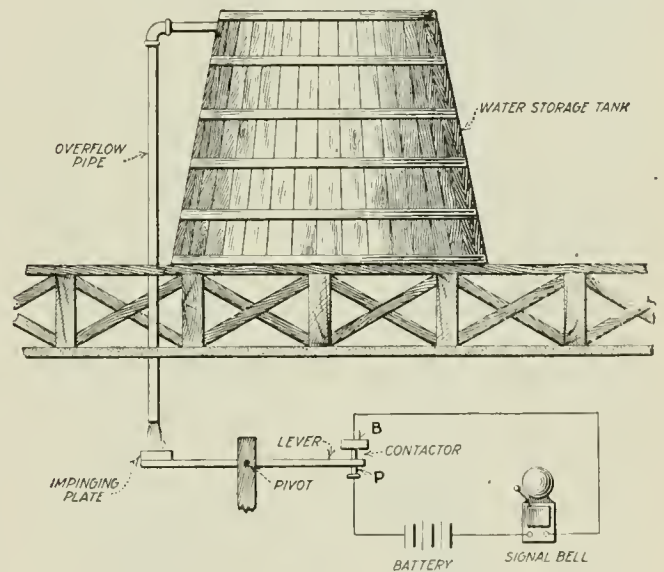 WATER STORAGE TANK
OVERFLOW
PIPE
B
LEVER
CONTACTOR
P
IMPINGING
PLATE
PIVOT
BATTERY
SIGNAL BELL